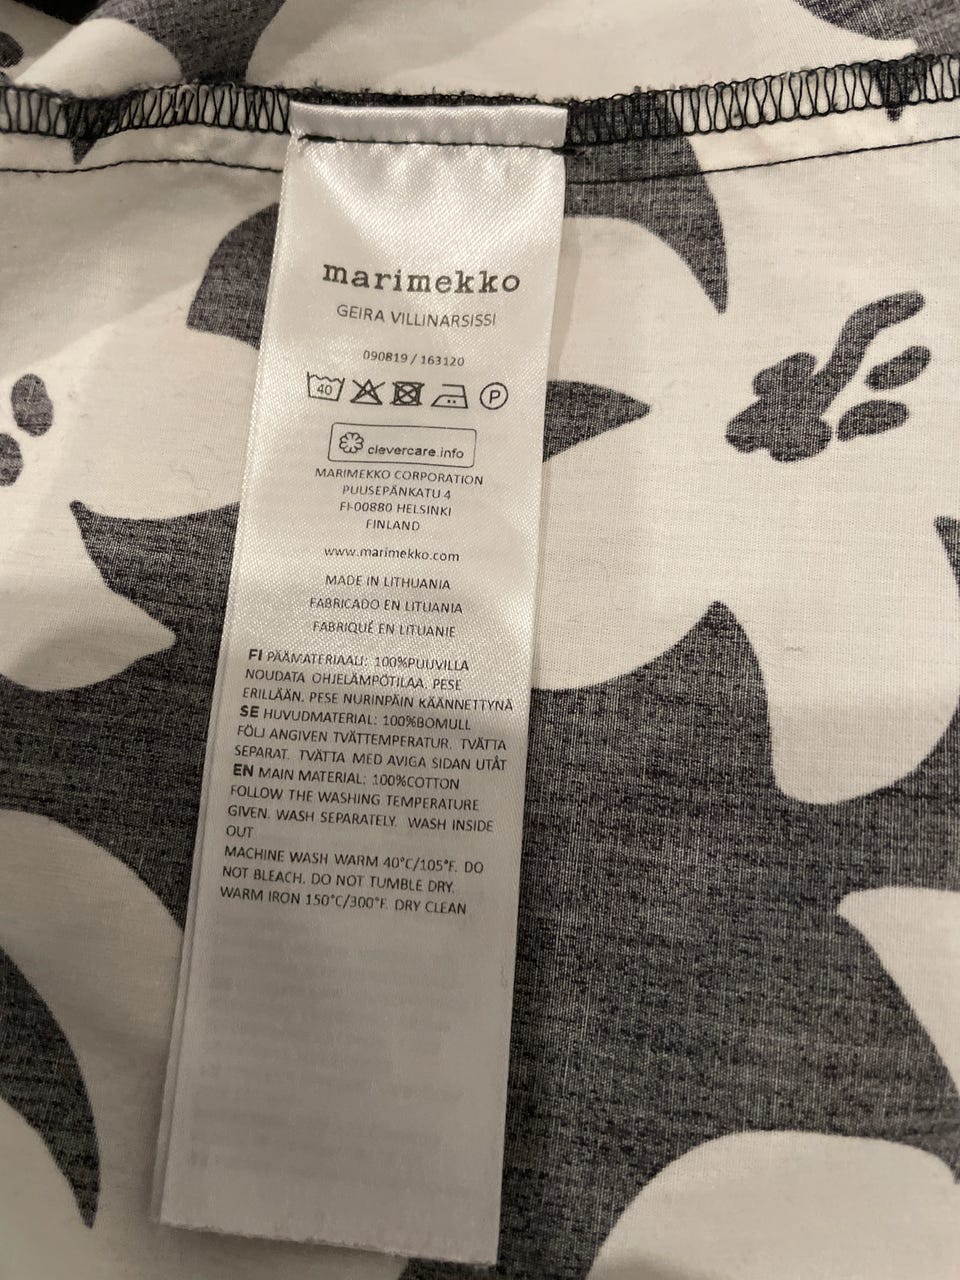 marimekko
GEIRA VILLINARSISSI
090819 / 163120
40 P
clevercare.info
MARIMEKKO CORPORATION
PUUSEPÄNKATU 4
FI-00880 HELSINKI
FINLAND
www.marimekko.com
MADE IN LITHUANIA
FABRICADO EN LITUANIA
FABRIQUÉ EN LITUANIE
FI PÄÄMATERIAALI: 100%PUUVILLA
NOUDATA OHJELÄMPÖTILAA. PESE
ERILLÄÄN. PESE NURINPÄIN KÄÄNNETTYNÄ
SE HUVUDMATERIAL: 100%BOMULL
FÖLJ ANGIVEN TVÄTTEMPERATUR. TVÄTTA
SEPARAT. TVÄTTA MED AVIGA SIDAN UTÅT
EN MAIN MATERIAL: 100%COTTON
FOLLOW THE WASHING TEMPERATURE
GIVEN. WASH SEPARATELY. WASH INSIDE
OUT
MACHINE WASH WARM 40°C/105°F. DO
NOT BLEACH. DO NOT TUMBLE DRY.
WARM IRON 150°C/300°F. DRY CLEAN